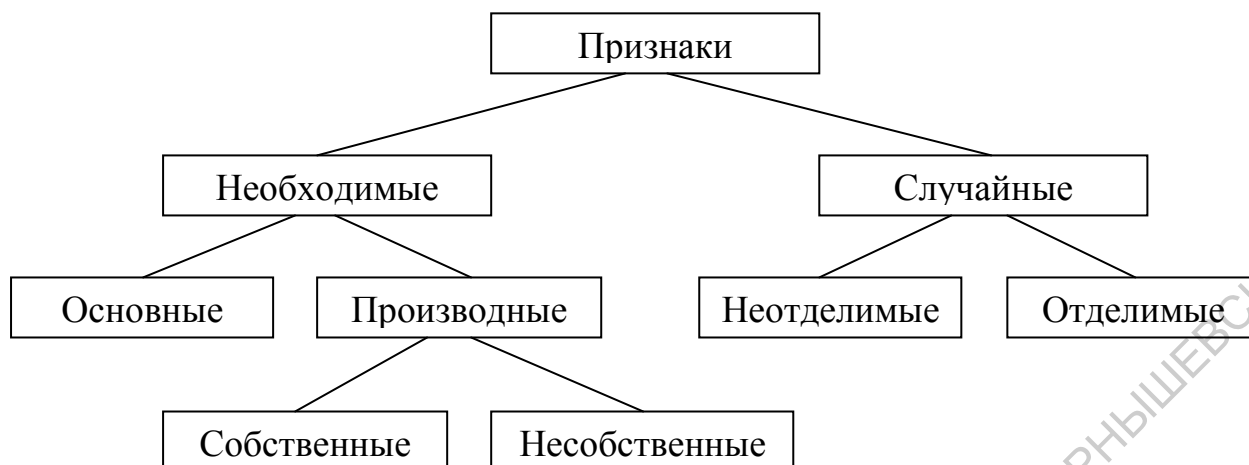 Признаки
Необходимые Случайные
Основные Производные Неотделимые Отделимые
Собственные Несобственные